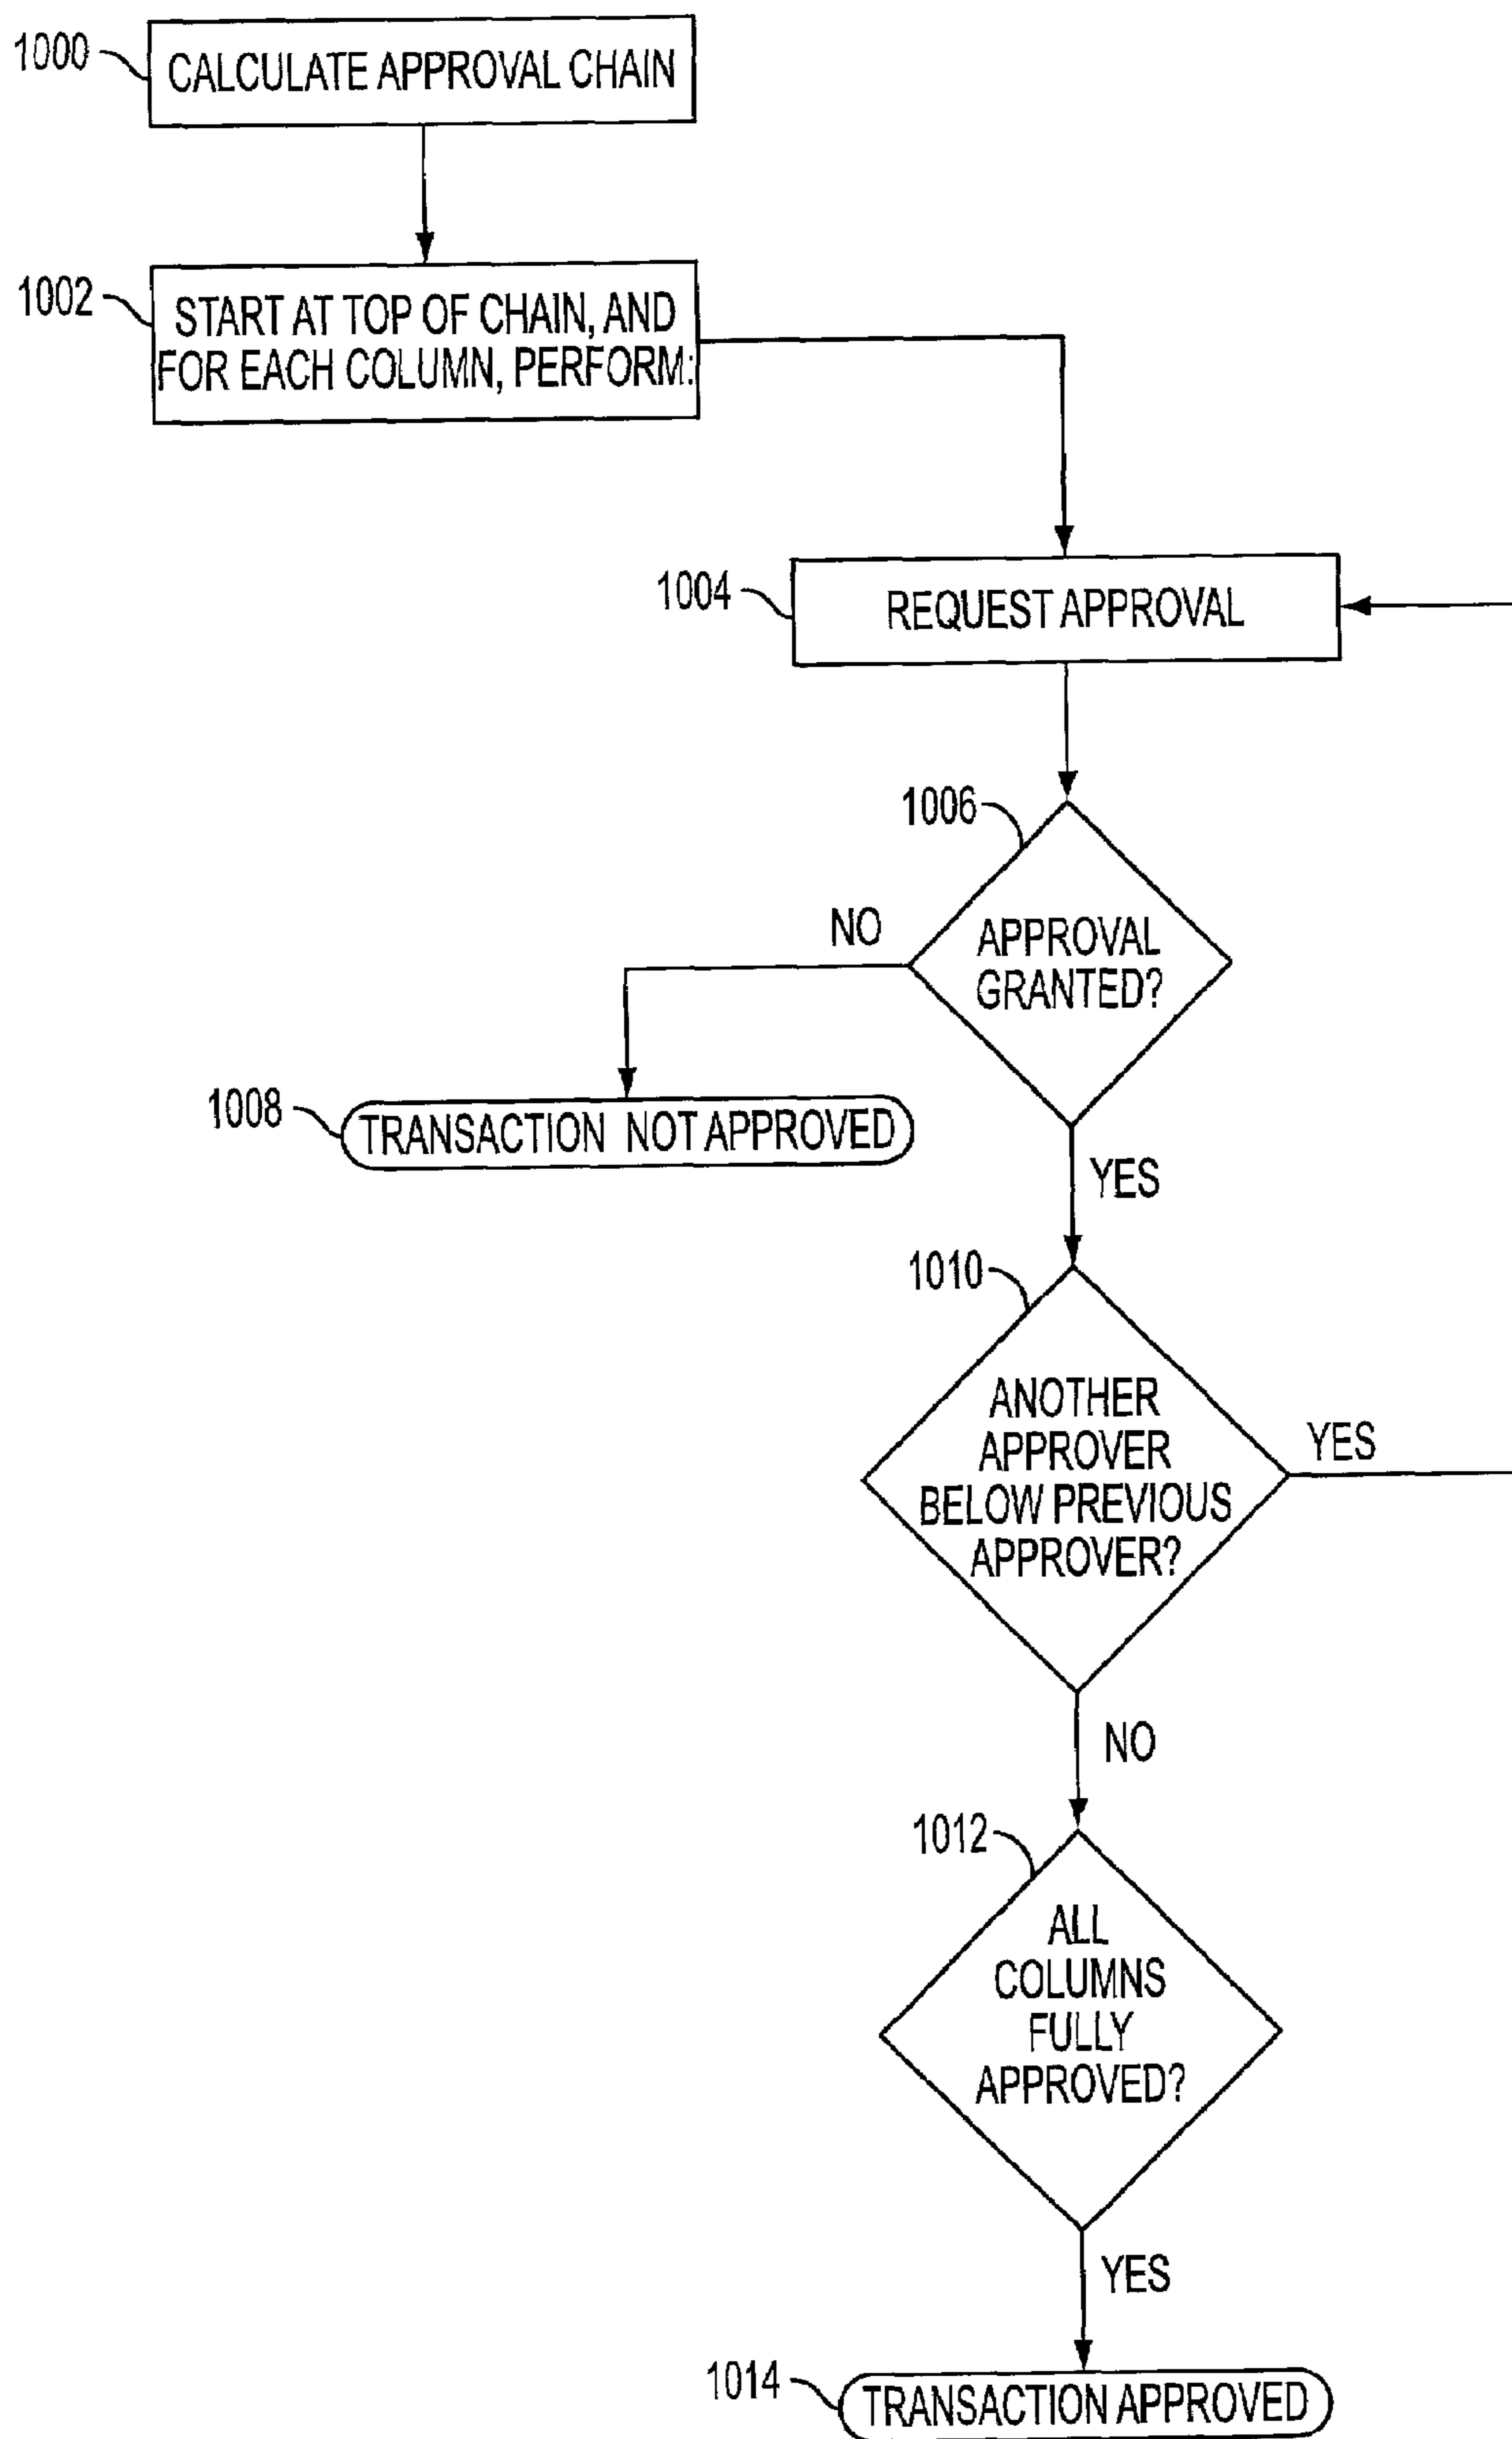 1000
CALCULATE APPROVAL CHAIN
1002
START AT TOP OF CHAIN, AND
FOR EACH COLUMN, PERFORM:
1004
REQUEST APPROVAL
1006
APPROVAL
GRANTED?
NO
1008
TRANSACTION NOT APPROVED
YES
1010
ANOTHER
APPROVER
BELOW PREVIOUS
APPROVER?
YES
NO
1012
ALL
COLUMNS
FULLY
APPROVED?
YES
1014
TRANSACTION APPROVED